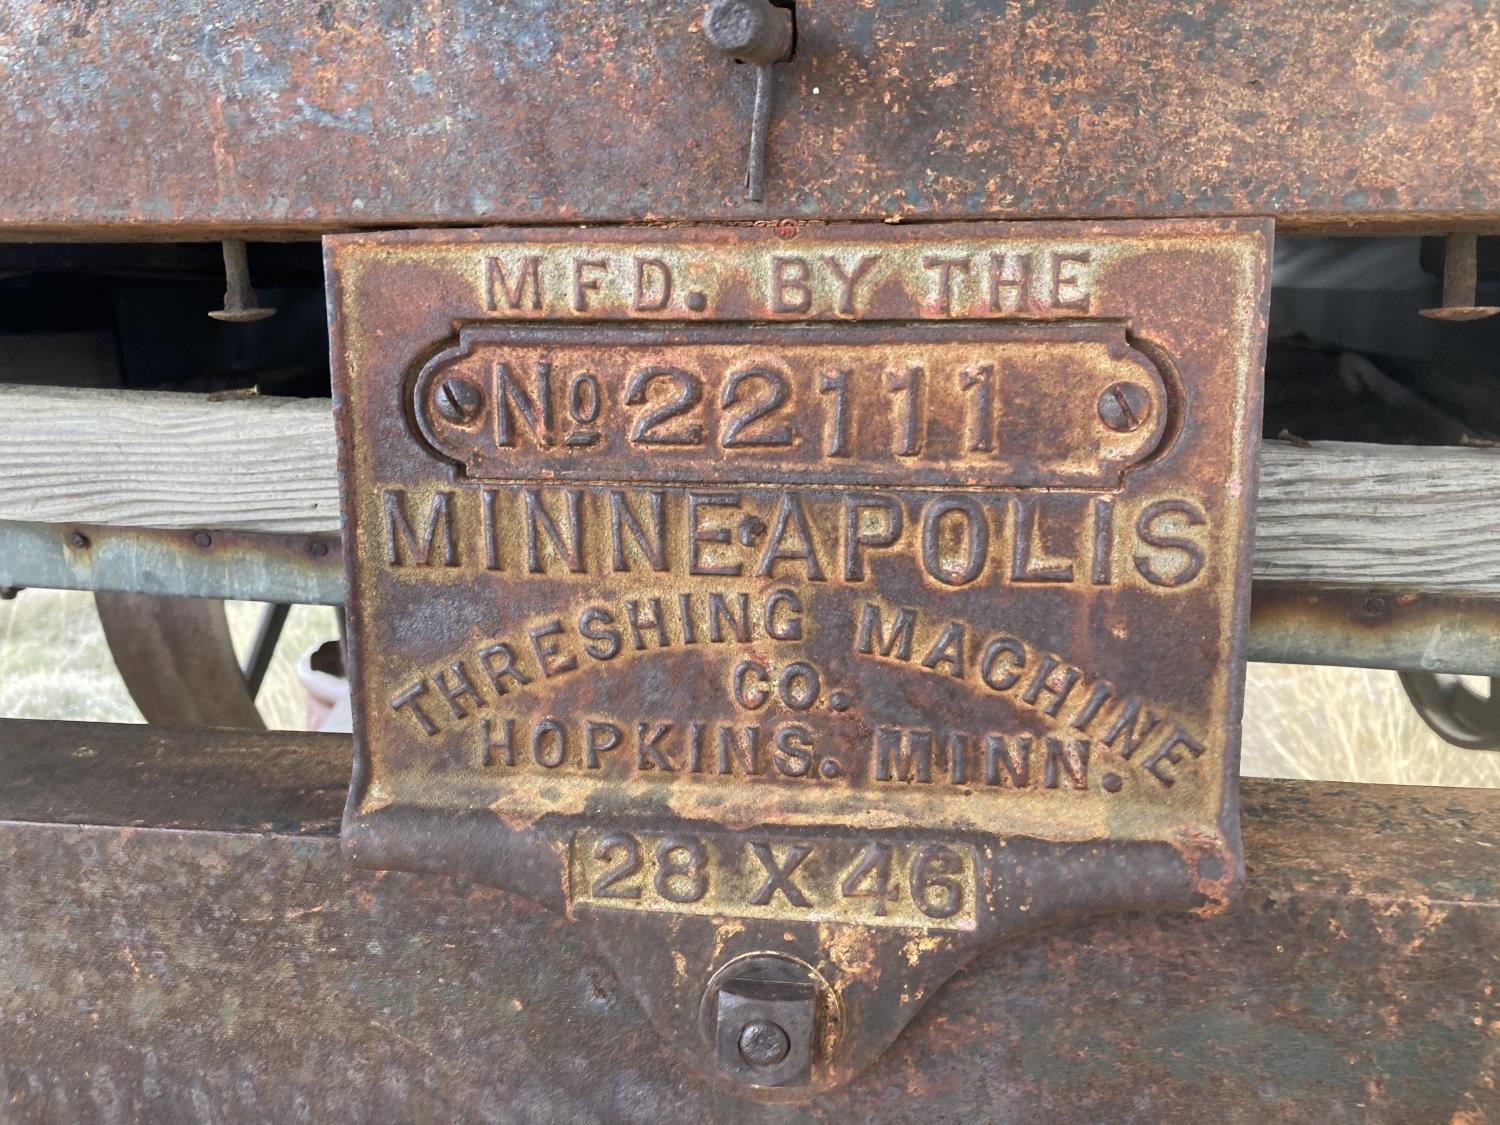 MFD. BY THE
No 22111
MINNEAPOLIS
THRESHING MACHINE
CO.
HOPKINS. MINN.
28 X 46